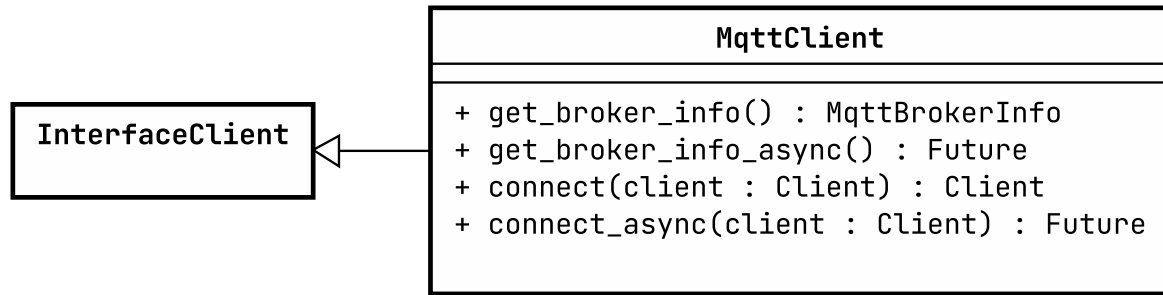 InterfaceClient
MqttClient
+ get_broker_info() : MqttBrokerInfo
+ get_broker_info_async() : Future
+ connect(client : Client) : Client
+ connect_async(client : Client) : Future